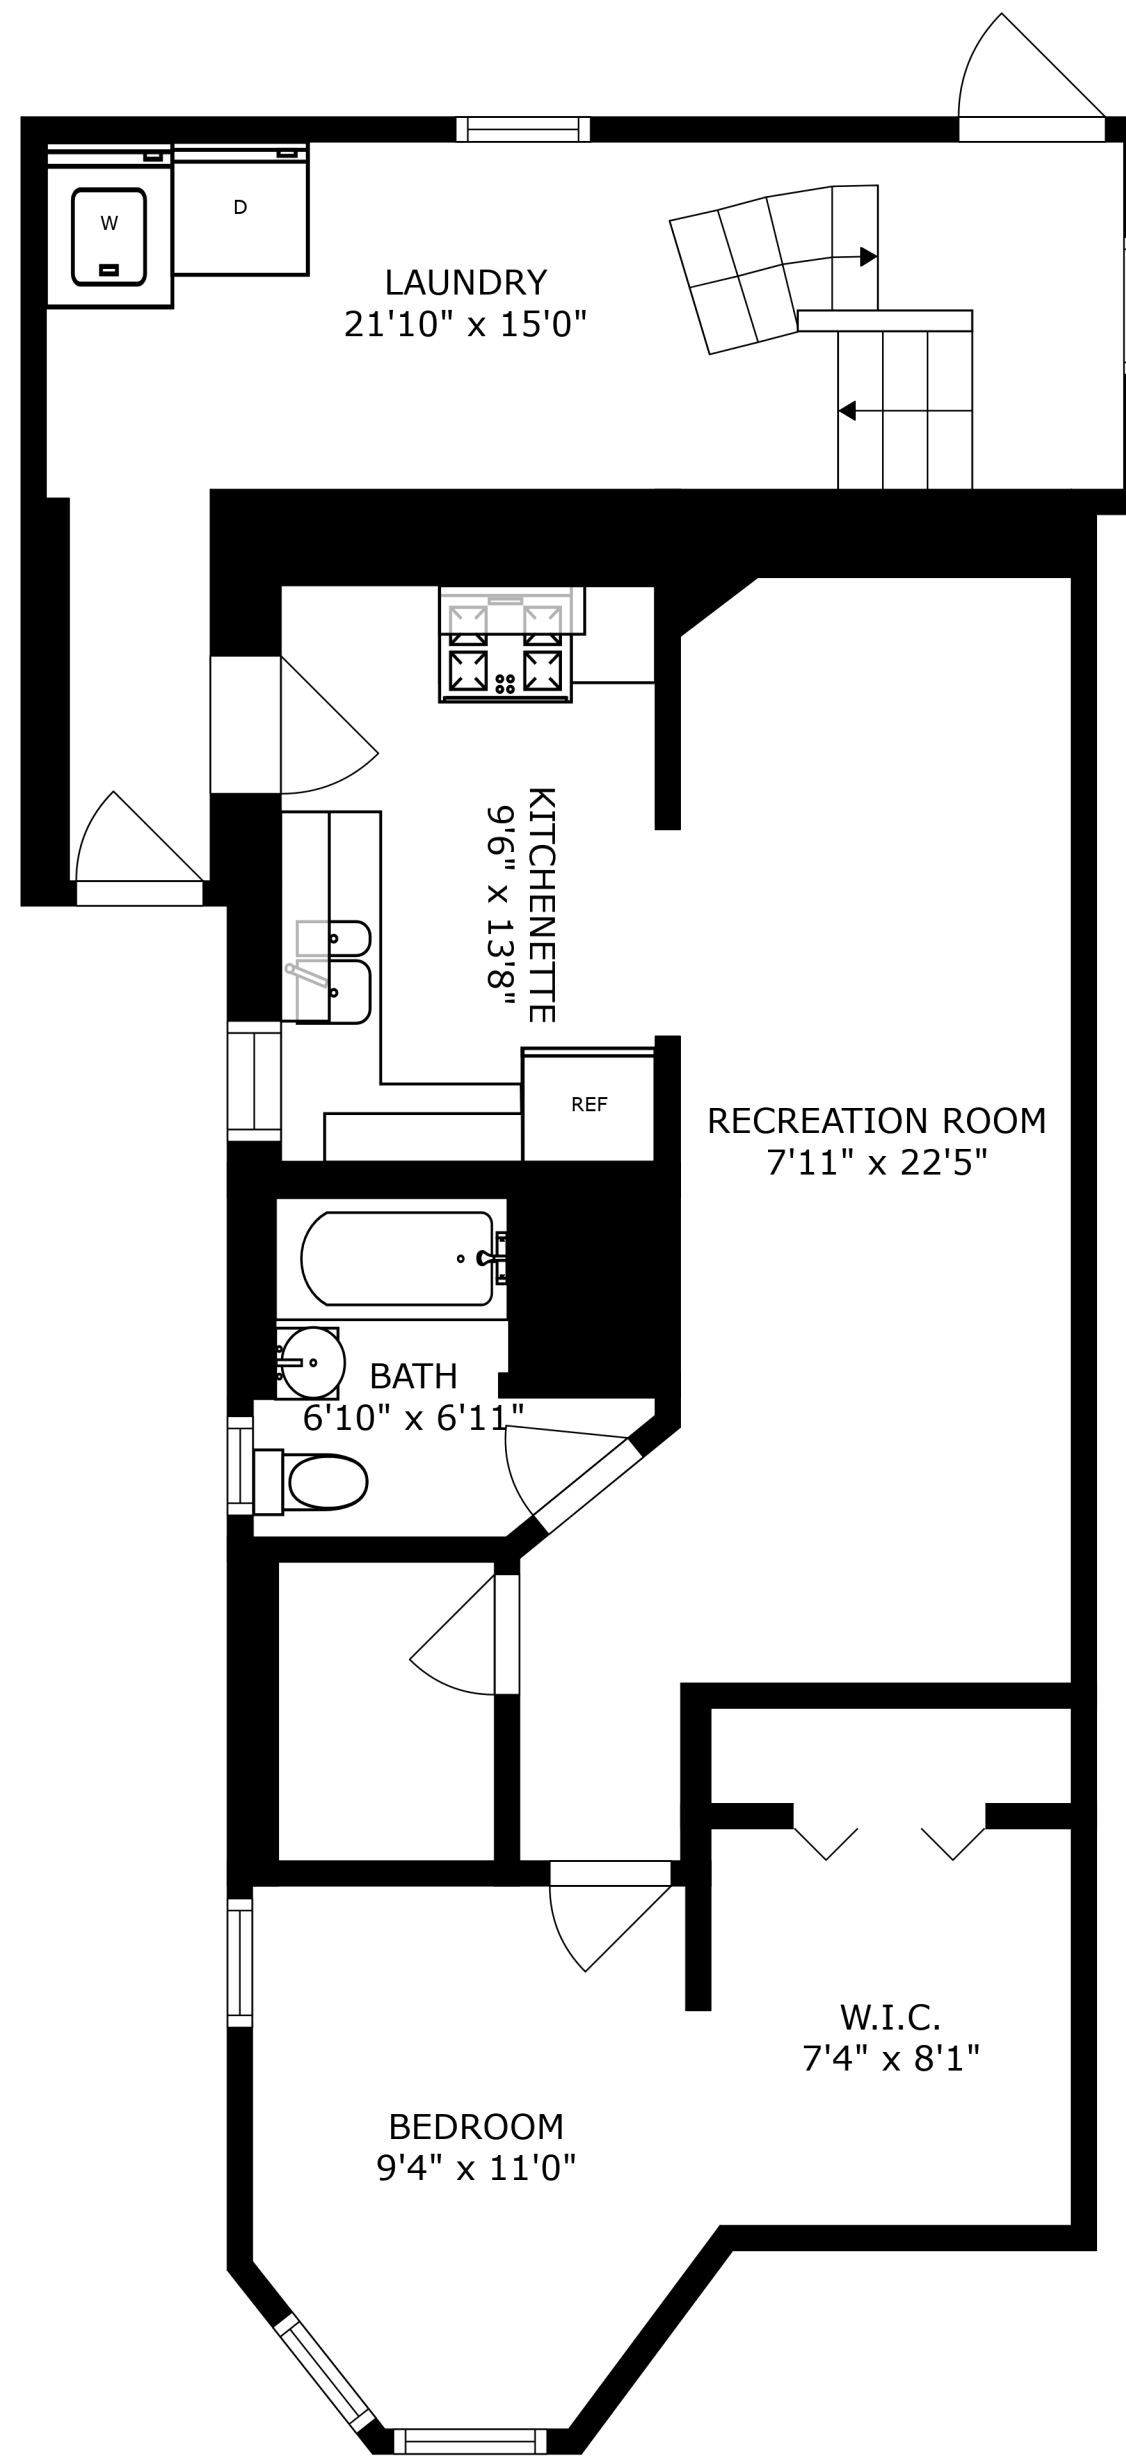 W
D
LAUNDRY
21'10" x 15'0"
KITCHENETTE
9'6" x 13'8"
REF
RECREATION ROOM
7'11" x 22'5"
BATH
6'10" x 6'11"
W.I.C.
7'4" x 8'1"
BEDROOM
9'4" x 11'0"